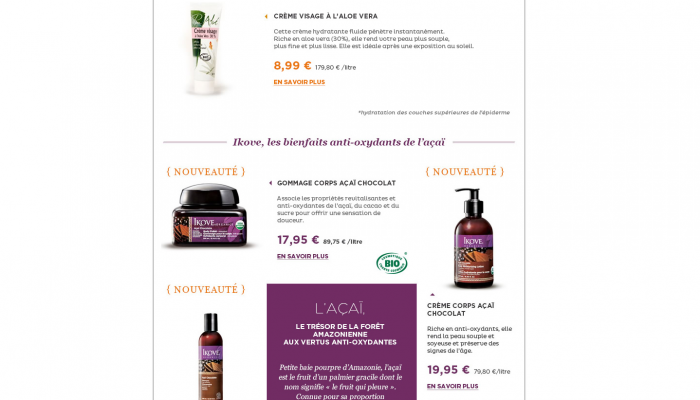 CRÈME VISAGE À L'ALOE VERA
Cette crème hydratante fluide pénètre instantanément.
Riche en aloe vera (30%), elle rend votre peau plus souple,
plus fine et plus lisse. Elle est idéale après une exposition au soleil.
8,99 € 179,80 € /litre
EN SAVOIR PLUS
*hydratation des couches supérieures de l'épiderme
Ikove, les bienfaits anti-oxydants de l'açaï
{ NOUVEAUTÉ }
GOMMAGE CORPS AÇAÏ CHOCOLAT
Associe les propriétés revitalisantes et
anti-oxydantes de l'açaï, du cacao et du
sucre pour offrir une sensation de
douceur.
17,95 € 89,75 € /litre
EN SAVOIR PLUS
BIO
IKOVE
{ NOUVEAUTÉ }
IKOVE
CRÈME CORPS AÇAÏ
CHOCOLAT
Riche en anti-oxydants, elle
rend la peau souple et
soyeuse et préserve des
signes de l'âge.
19,95 € 79,80 €/litre
EN SAVOIR PLUS
{ NOUVEAUTÉ }
IKOVE
L'AÇAÏ,
LE TRÉSOR DE LA FORÊT
AMAZONIENNE
AUX VERTUS ANTI-OXYDANTES
Petite baie pourpre d'Amazonie, l'açaï
est le fruit d'un palmier gracile dont le
nom signifie « le fruit qui pleure ».
Connue pour sa proportion